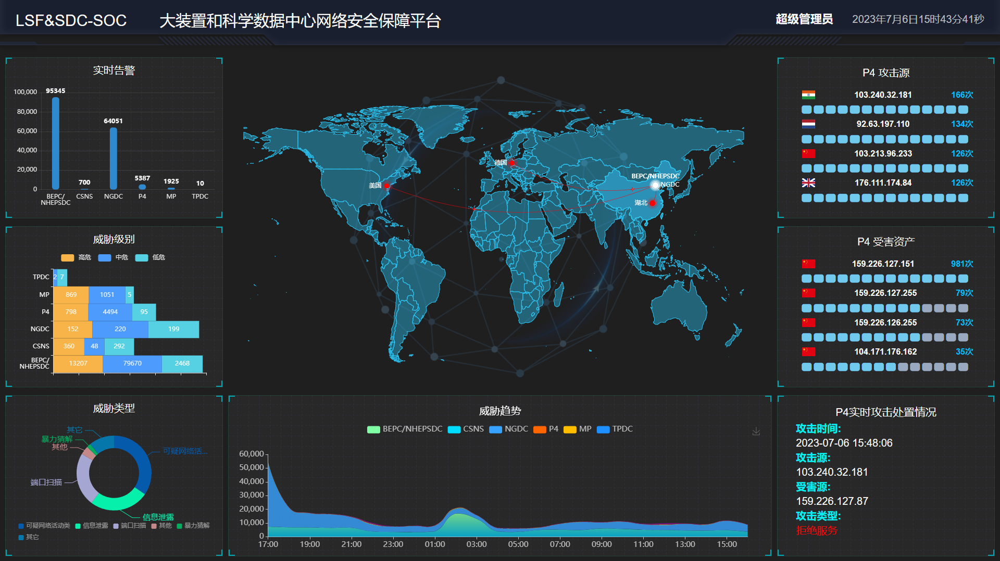 LSF&SDC-SOC
大装置和科学数据中心网络安全保障平台
超级管理员
2023年7月6日15时43分41秒
实时告警
100,000
80,000
60,000
40,000
20,000
0
95345
700
64051
5387
1925
10
BEPC/
NHEPSDC
CSNS
NGDC
P4
MP
TPDC
威胁级别
高危
中危
低危
TPDC
2
7
MP
869
1051
5
P4
798
4494
95
NGDC
152
220
199
CSNS
360
48
292
BEPC/
NHEPSDC
13207
79670
2468
威胁类型
其它
暴力猜解
其他
可疑网络活...
端口扫描
信息泄露
可疑网络活动类
信息泄露
端口扫描
其他
暴力猜解
其它
美国
德国
BEPC/NHEPSDC
NGDC
湖北
威胁趋势
BEPC/NHEPSDC
CSNS
NGDC
P4
MP
TPDC
60,000
50,000
40,000
30,000
20,000
10,000
0
17:00
19:00
21:00
23:00
01:00
03:00
05:00
07:00
09:00
11:00
13:00
15:00
P4 攻击源
103.240.32.181 166次
92.63.197.110 134次
103.213.96.233 126次
176.111.174.84 126次
P4 受害资产
159.226.127.151 981次
159.226.127.255 79次
159.226.126.255 73次
104.171.176.162 35次
P4实时攻击处置情况
攻击时间:
2023-07-06 15:48:06
攻击源:
103.240.32.181
受害源:
159.226.127.87
攻击类型:
拒绝服务